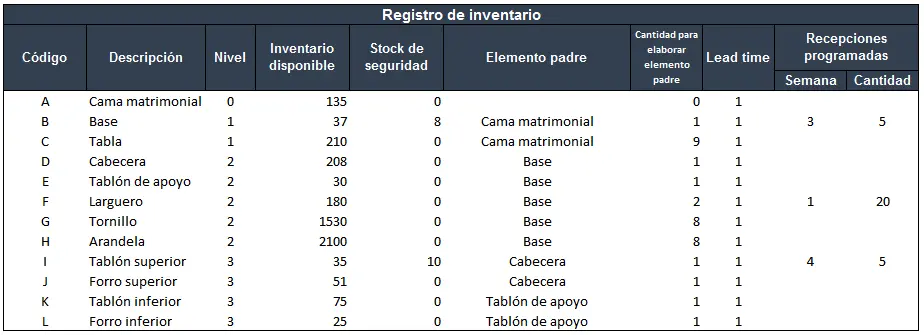 Registro de inventario
Código Descripción Nivel Inventario disponible Stock de seguridad Elemento padre Cantidad para elaborar elemento padre Lead time Recepciones programadas
Semana Cantidad
A Cama matrimonial 0 135 0 0 1
B Base 1 37 8 Cama matrimonial 1 1 3 5
C Tabla 1 210 0 Cama matrimonial 9 1
D Cabecera 2 208 0 Base 1 1
E Tablón de apoyo 2 30 0 Base 1 1
F Larguero 2 180 0 Base 2 1 1 20
G Tornillo 2 1530 0 Base 8 1
H Arandela 2 2100 0 Base 8 1
I Tablón superior 3 35 10 Cabecera 1 1 4 5
J Forro superior 3 51 0 Cabecera 1 1
K Tablón inferior 3 75 0 Tablón de apoyo 1 1
L Forro inferior 3 25 0 Tablón de apoyo 1 1